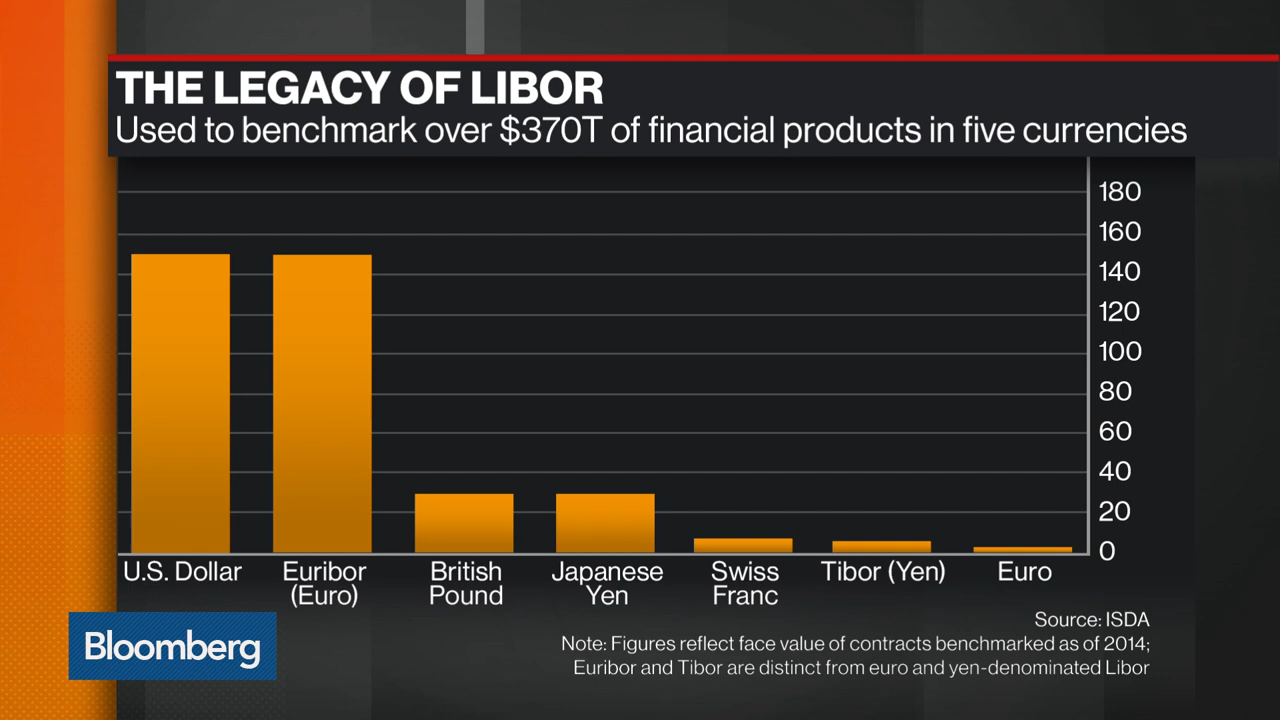 THE LEGACY OF LIBOR
Used to benchmark over $370T of financial products in five currencies
180
160
140
120
100
80
60
40
20
0
U.S. Dollar
Euribor
(Euro)
British
Pound
Japanese
Yen
Swiss
Franc
Tibor (Yen)
Euro
Source: ISDA
Note: Figures reflect face value of contracts benchmarked as of 2014;
Euribor and Tibor are distinct from euro and yen-denominated Libor
Bloomberg